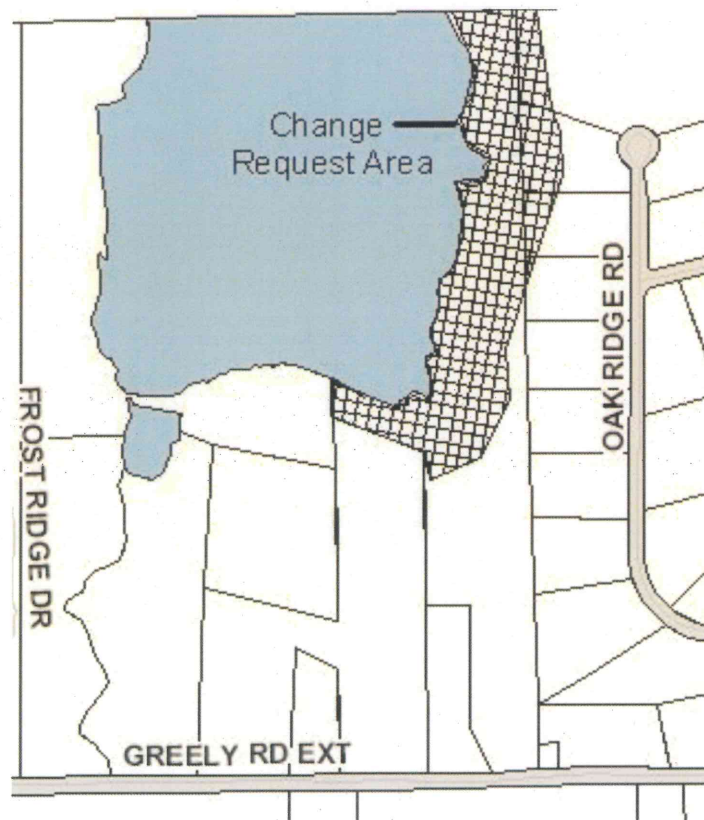 Change
Request Area
OAK RIDGE RD
FROST RIDGE DR
GREELY RD EXT